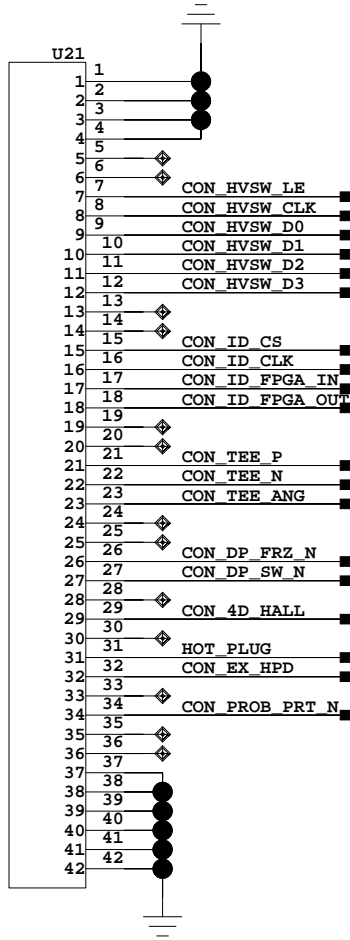 U21
1 1
2 2
3 3
4 4
5 5
6 6
7 7 CON_HVSW_LE
8 8 CON_HVSW_CLK
9 9 CON_HVSW_D0
10 10 CON_HVSW_D1
11 11 CON_HVSW_D2
12 12 CON_HVSW_D3
13 13
14 14
15 15 CON_ID_CS
16 16 CON_ID_CLK
17 17 CON_ID_FPGA_IN
18 18 CON_ID_FPGA_OUT
19 19
20 20
21 21 CON_TEE_P
22 22 CON_TEE_N
23 23 CON_TEE_ANG
24 24
25 25
26 26 CON_DP_FRZ_N
27 27 CON_DP_SW_N
28 28
29 29 CON_4D_HALL
30 30
31 31 HOT_PLUG
32 32 CON_EX_HPD
33 33
34 34 CON_PROB_PRT_N
35 35
36 36
37 37
38 38
39 39
40 40
41 41
42 42